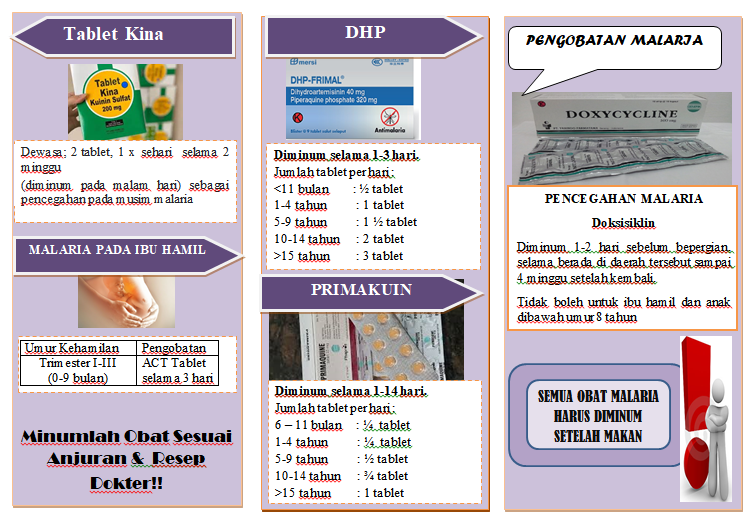 Tablet Kina
Tablet
Kina
Kuinin Sulfat
200 mg
Dewasa: 2 tablet, 1 x sehari selama 2
minggu
(diminum pada malam hari) sebagai
pencegahan pada musim malaria
MALARIA PADA IBU HAMIL
Umur Kehamilan Pengobatan
Trimester I-III ACT Tablet
(0-9 bulan) selama 3 hari
Minumlah Obat Sesuai
Anjuran & Resep
Dokter!!
DHP
mersi
DHP-FRIMAL®
Dihydroartemisinin 40 mg
Piperaquine phosphate 320 mg
K
Antimalaria
Diminum selama 1-3 hari.
Jumlah tablet perhari:
<11 bulan : ½ tablet
1-4 tahun : 1 tablet
5-9 tahun : 1 ½ tablet
10-14 tahun : 2 tablet
>15 tahun : 3 tablet
PRIMAKUIN
PRIMAQUINE
Diminum selama 1-14 hari.
Jumlah tablet perhari:
6 – 11 bulan : ¼ tablet
1-4 tahun : ¼ tablet
5-9 tahun : ½ tablet
10-14 tahun : ¾ tablet
>15 tahun : 1 tablet
PENGOBATAN MALARIA
DOXYCYCLINE
100 mg
PENCEGAHAN MALARIA
Doksisiklin
Diminum 1-2 hari sebelum bepergian,
selama berada di daerah tersebut sampai
4 minggu setelah kembali.
Tidak boleh untuk ibu hamil dan anak
dibawah umur 8 tahun
SEMUA OBAT MALARIA
HARUS DIMINUM
SETELAH MAKAN